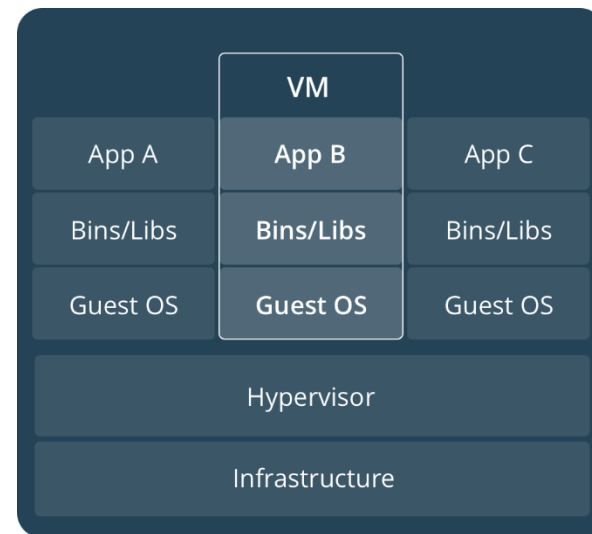 VM
App A App B App C
Bins/Libs Bins/Libs Bins/Libs
Guest OS Guest OS Guest OS
Hypervisor
Infrastructure